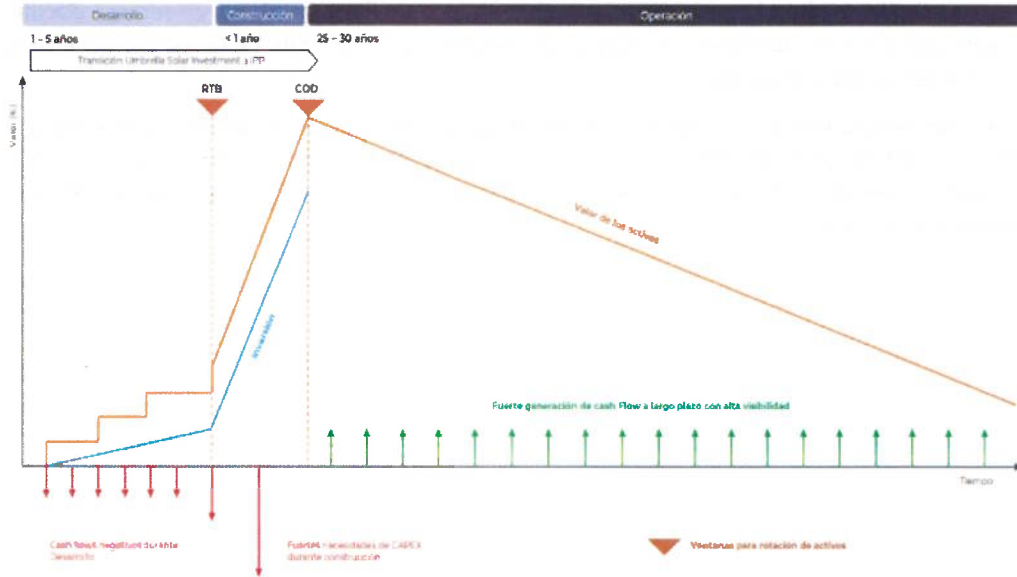 Desarrollo
Construcción
Operación
1 - 5 años
< 1 año
25 - 30 años
Transición Umbrella Solar Investment a IPP
RTB
COD
Valor (€)
Valor de los activos
Inversión
Fuerte generación de cash Flow a largo plazo con alta visibilidad
Tiempo
Cash flows negativos durante
Desarrollo
Fuertes necesidades de CAPEX
durante construcción
Ventanas para rotación de activos